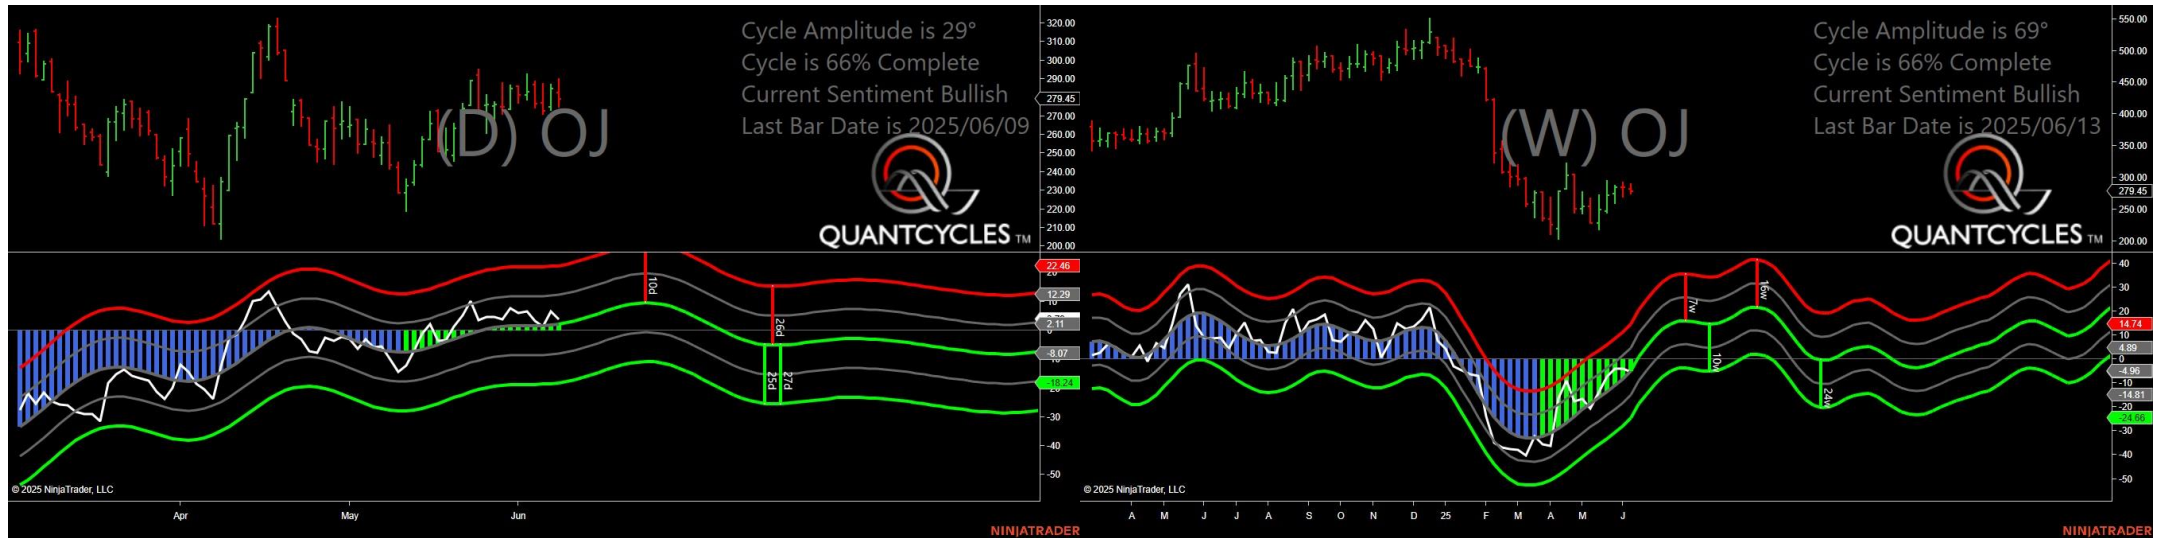 Cycle Amplitude is 29°
Cycle is 66% Complete
Current Sentiment Bullish
Last Bar Date is 2025/06/09
(D) OJ
QUANTCYCLES TM
320.00
310.00
300.00
290.00
279.45
270.00
260.00
250.00
240.00
230.00
220.00
210.00
200.00
10d
26d
25d
27d
22.46
12.29
2.11
-8.07
-18.24
-30
-40
-50
© 2025 NinjaTrader, LLC
Apr May Jun
NINJATRADER
Cycle Amplitude is 69°
Cycle is 66% Complete
Current Sentiment Bullish
Last Bar Date is 2025/06/13
(W) OJ
QUANTCYCLES TM
550.00
500.00
450.00
400.00
350.00
300.00
279.45
250.00
200.00
7w
16w
10w
24w
40
30
20
14.74
10
4.89
0
-4.96
-10
-14.81
-20
-24.66
-30
-40
-50
© 2025 NinjaTrader, LLC
A M J J A S O N D 25 F M A M J
NINJATRADER